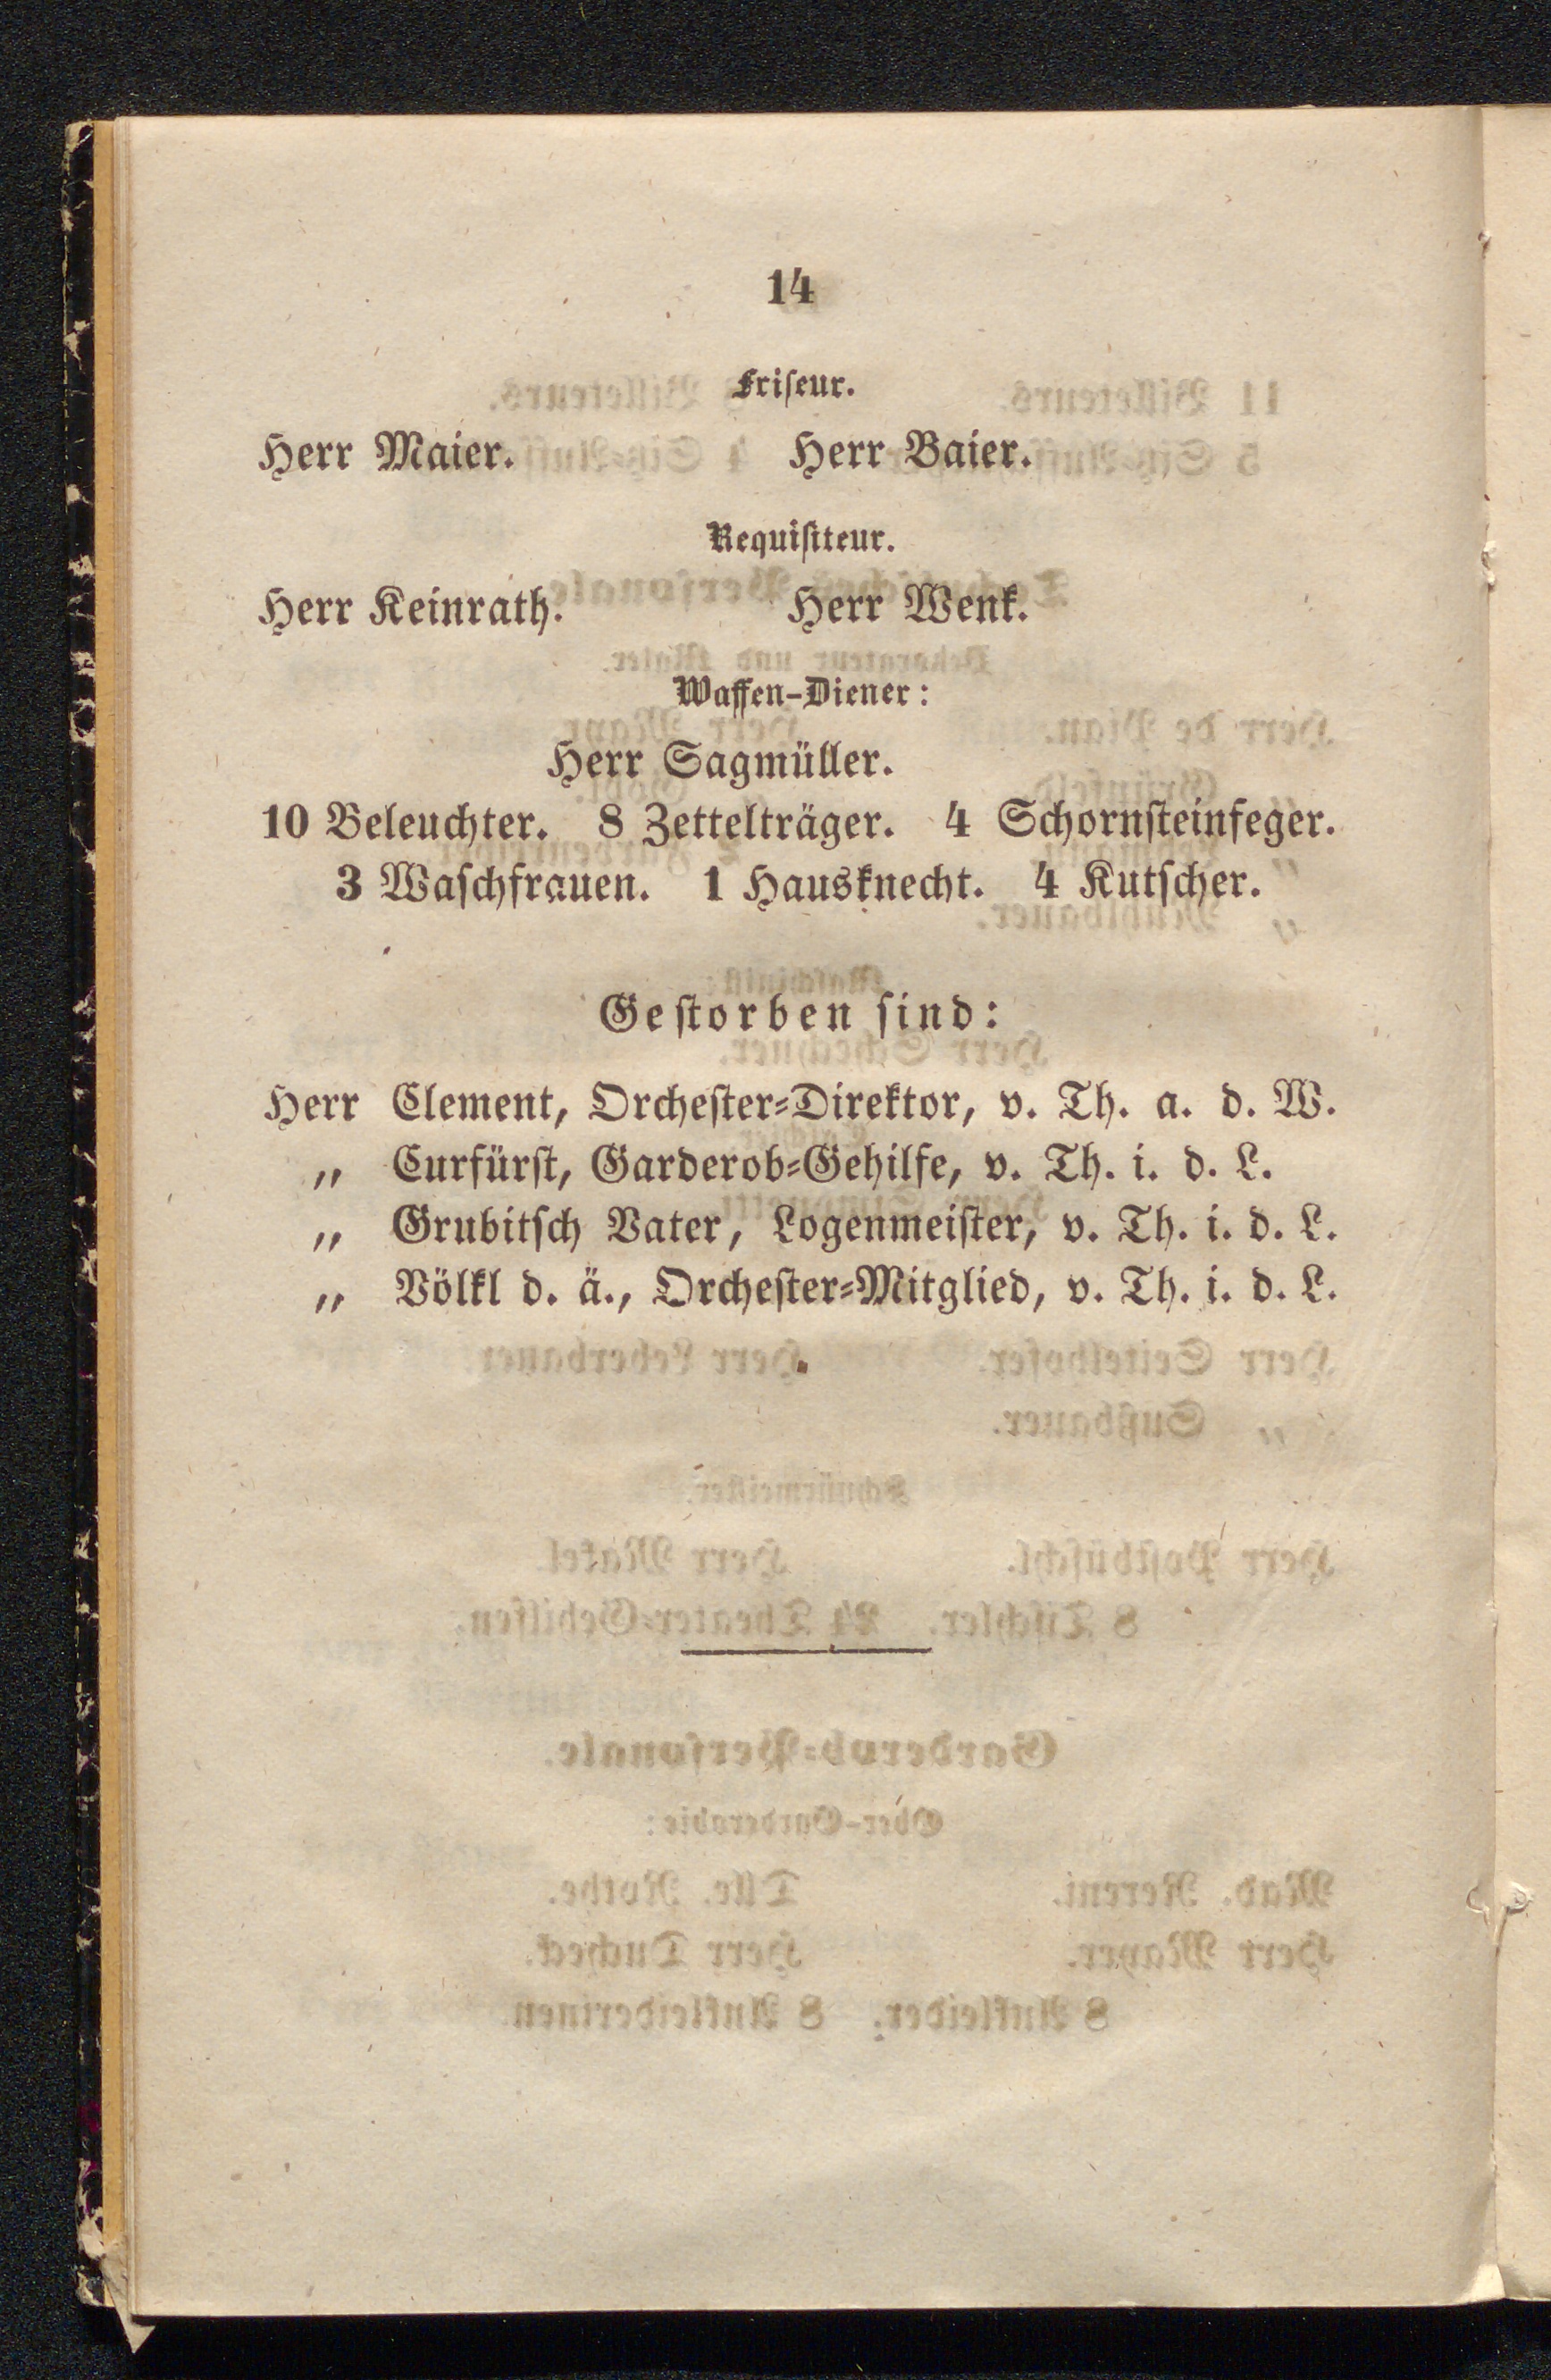 14
Friseur.
Herr Maier. Herr Baier.
Requisiteur.
Herr Keinrath. Herr Wenk.
Waffen-Diener:
Herr Sagmüller.
10 Beleuchter. 8 Zettelträger. 4 Schornsteinfeger.
3 Waschfrauen. 1 Hausknecht. 4 Kutscher.
Gestorben sind:
Herr Clement, Orchester-Direktor, v. Th. a. d. W.
„ Curfürst, Garderob-Gehilfe, v. Th. i. d. L.
„ Grubitsch Vater, Logenmeister, v. Th. i. d. L.
„ Völkl d. ä., Orchester-Mitglied, v. Th. i. d. L.